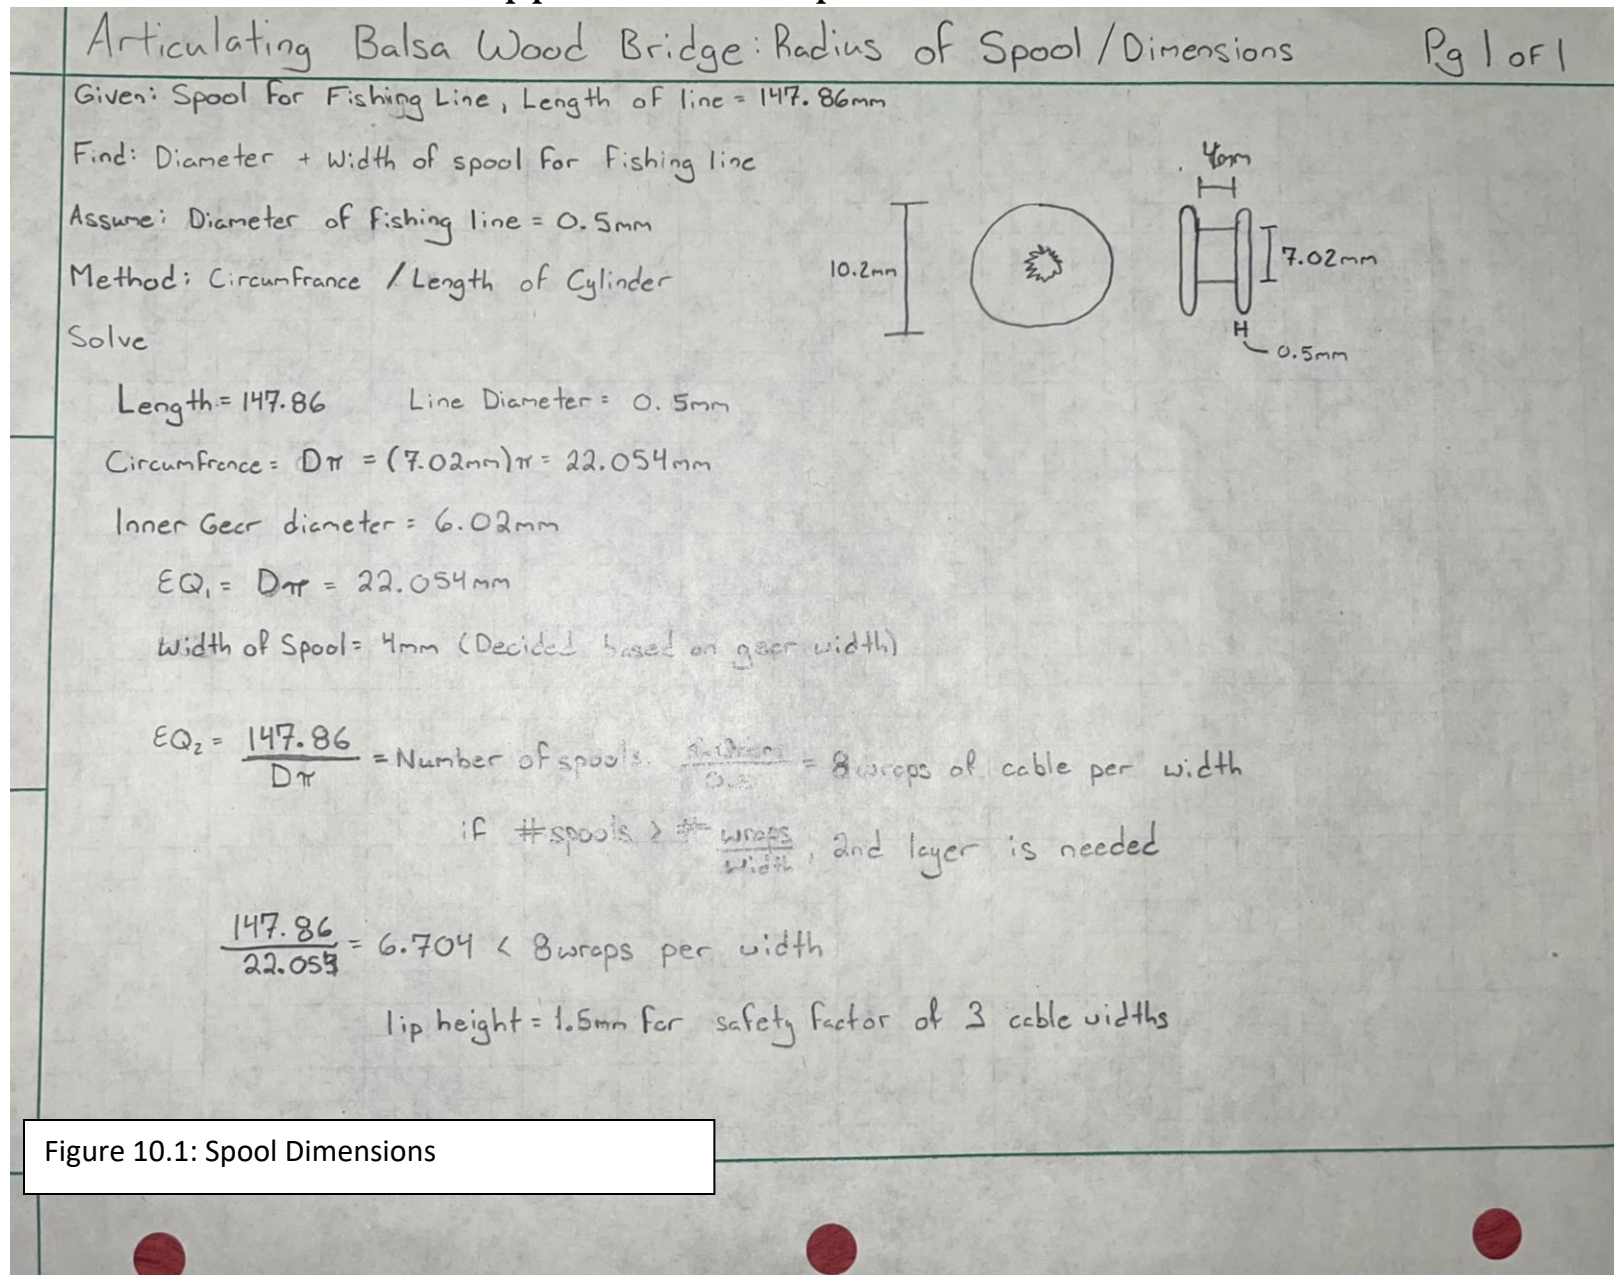 Articulating Balsa Wood Bridge: Radius of Spool / Dimensions Pg 1 of 1
Given: Spool for Fishing Line, Length of line = 147.86mm
Find: Diameter + Width of spool for fishing line
Assume: Diameter of fishing line = 0.5mm
Method: Circumfrance / Length of Cylinder
4mm
10.2mm
7.02mm
0.5mm
Solve
Length = 147.86 Line Diameter = 0.5mm
Circumfrence = Dπ = (7.02mm)π = 22.054mm
Inner Gear diameter = 6.02mm
EQ₁ = Dπ = 22.054mm
Width of Spool = 4mm (Decided based on gear width)
EQ₂ = 147.86 / Dπ = Number of spools. = 8 wraps of cable per width
if #spools > # wraps / width, 2nd layer is needed
147.86 / 22.054 = 6.704 < 8 wraps per width
lip height = 1.5mm for safety factor of 3 cable widths
Figure 10.1: Spool Dimensions